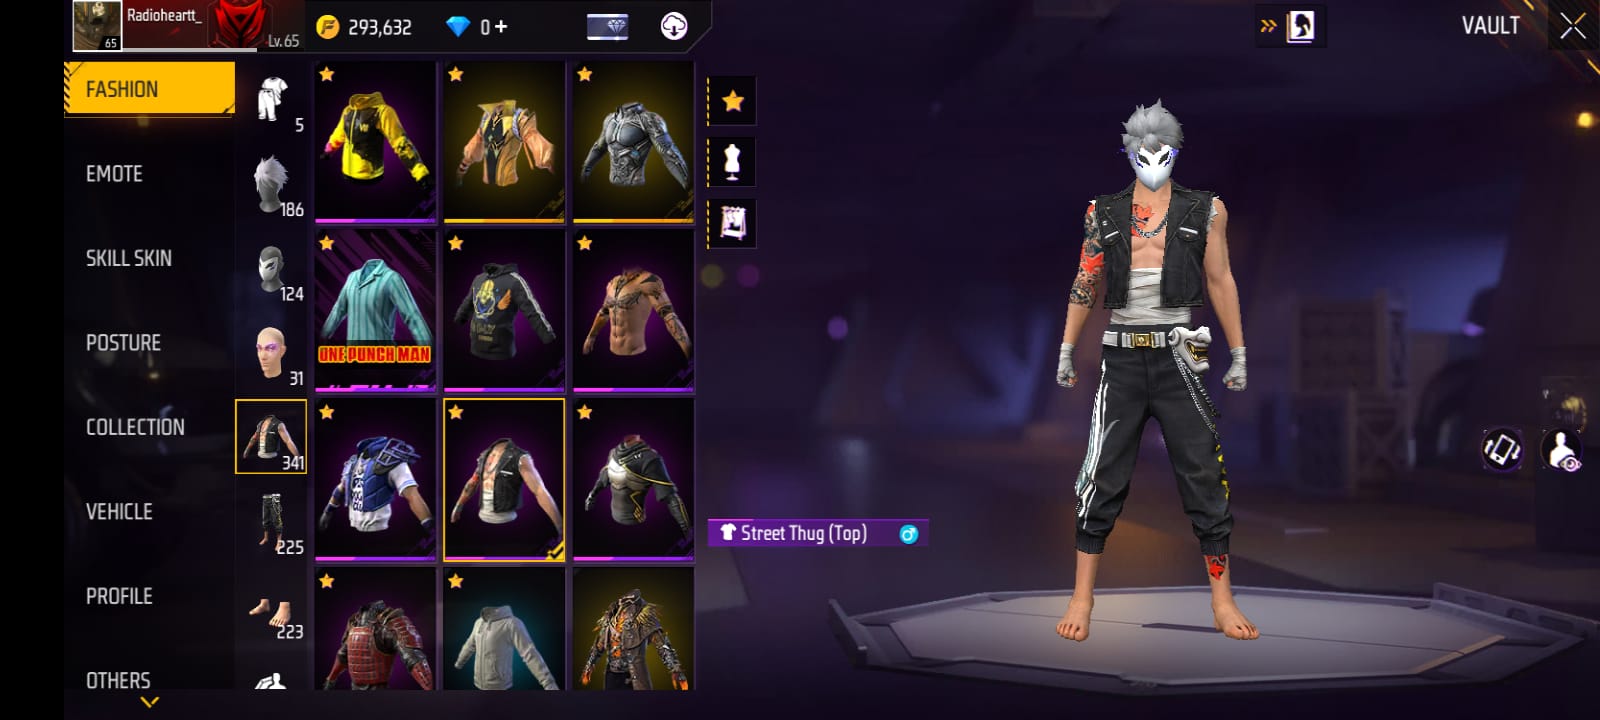 Radioheartt_
65
Lv.65
293,632
0+
VAULT
FASHION
EMOTE
SKILL SKIN
POSTURE
COLLECTION
VEHICLE
PROFILE
OTHERS
5
186
124
31
341
225
223
ONE PUNCH MAN
Street Thug (Top)